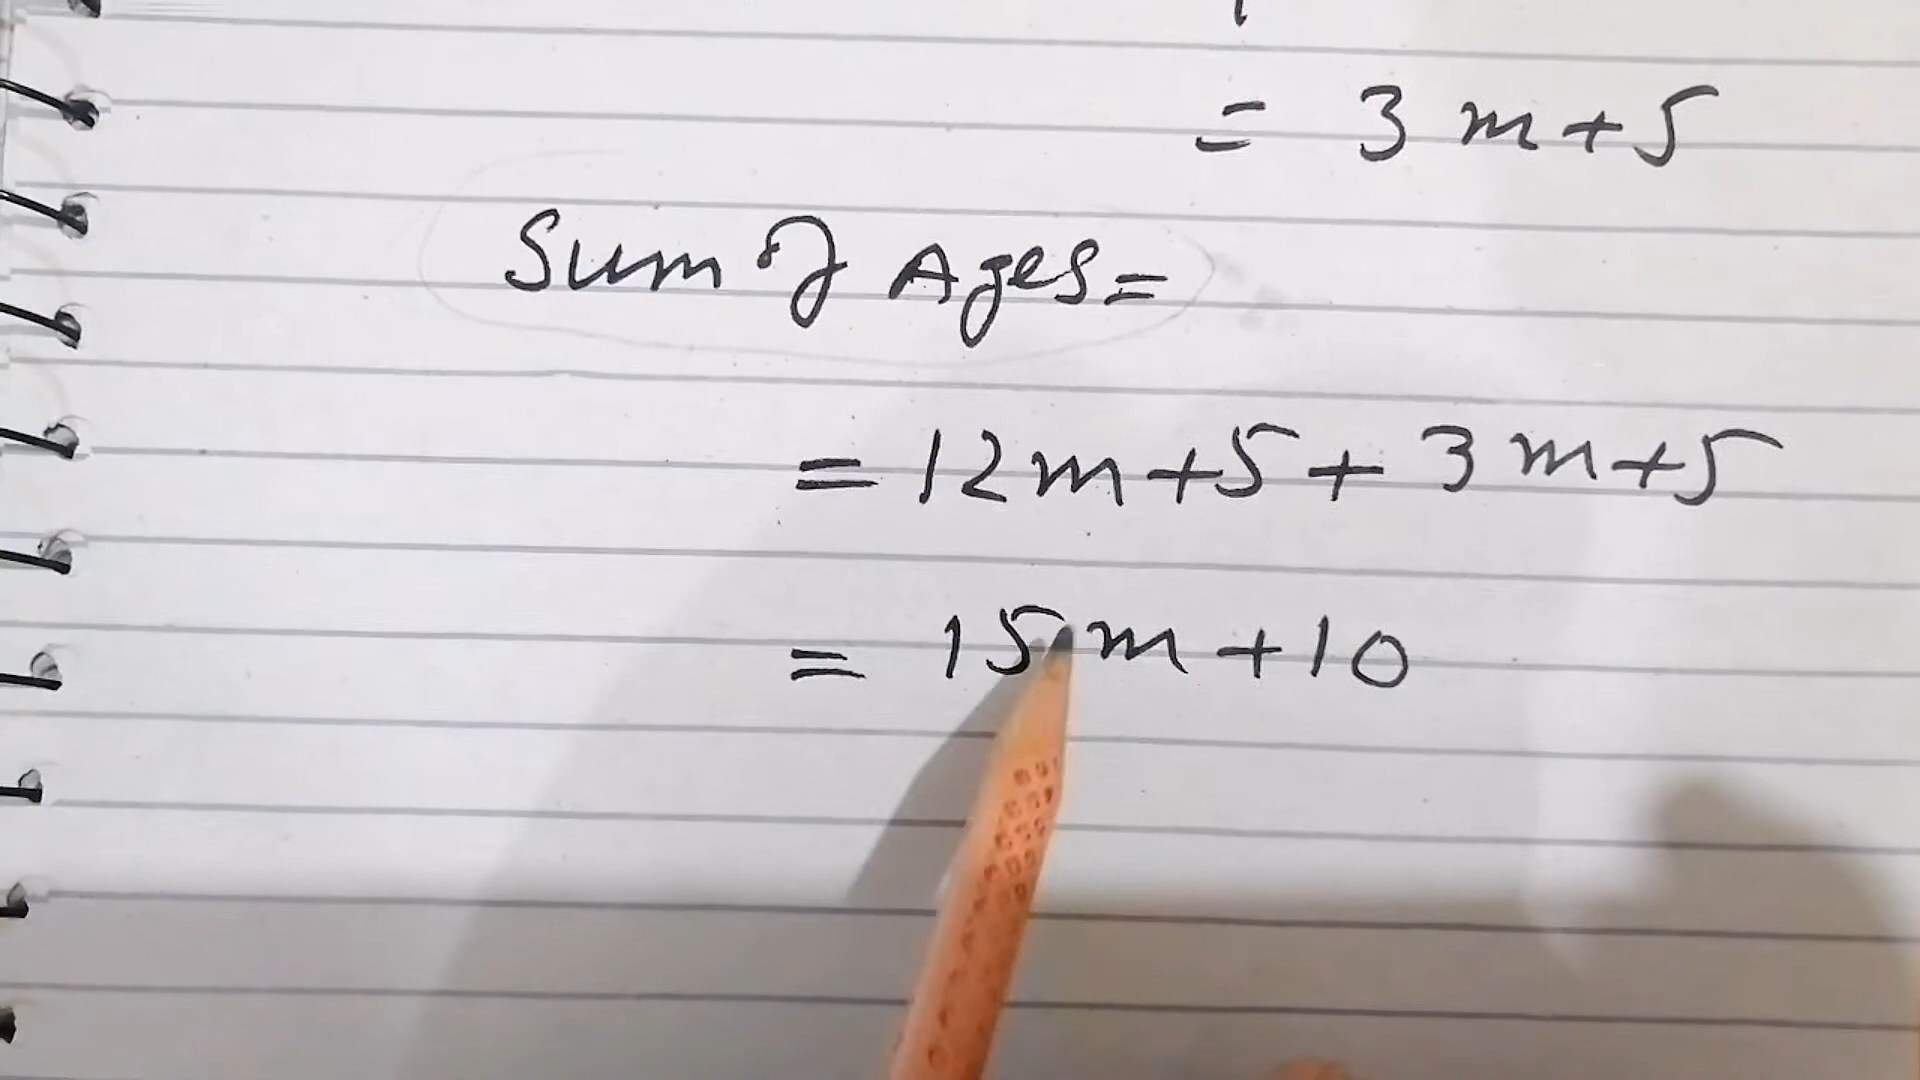 = 3m+5
Sum of Ages=
= 12m+5+3m+5
= 15m+10